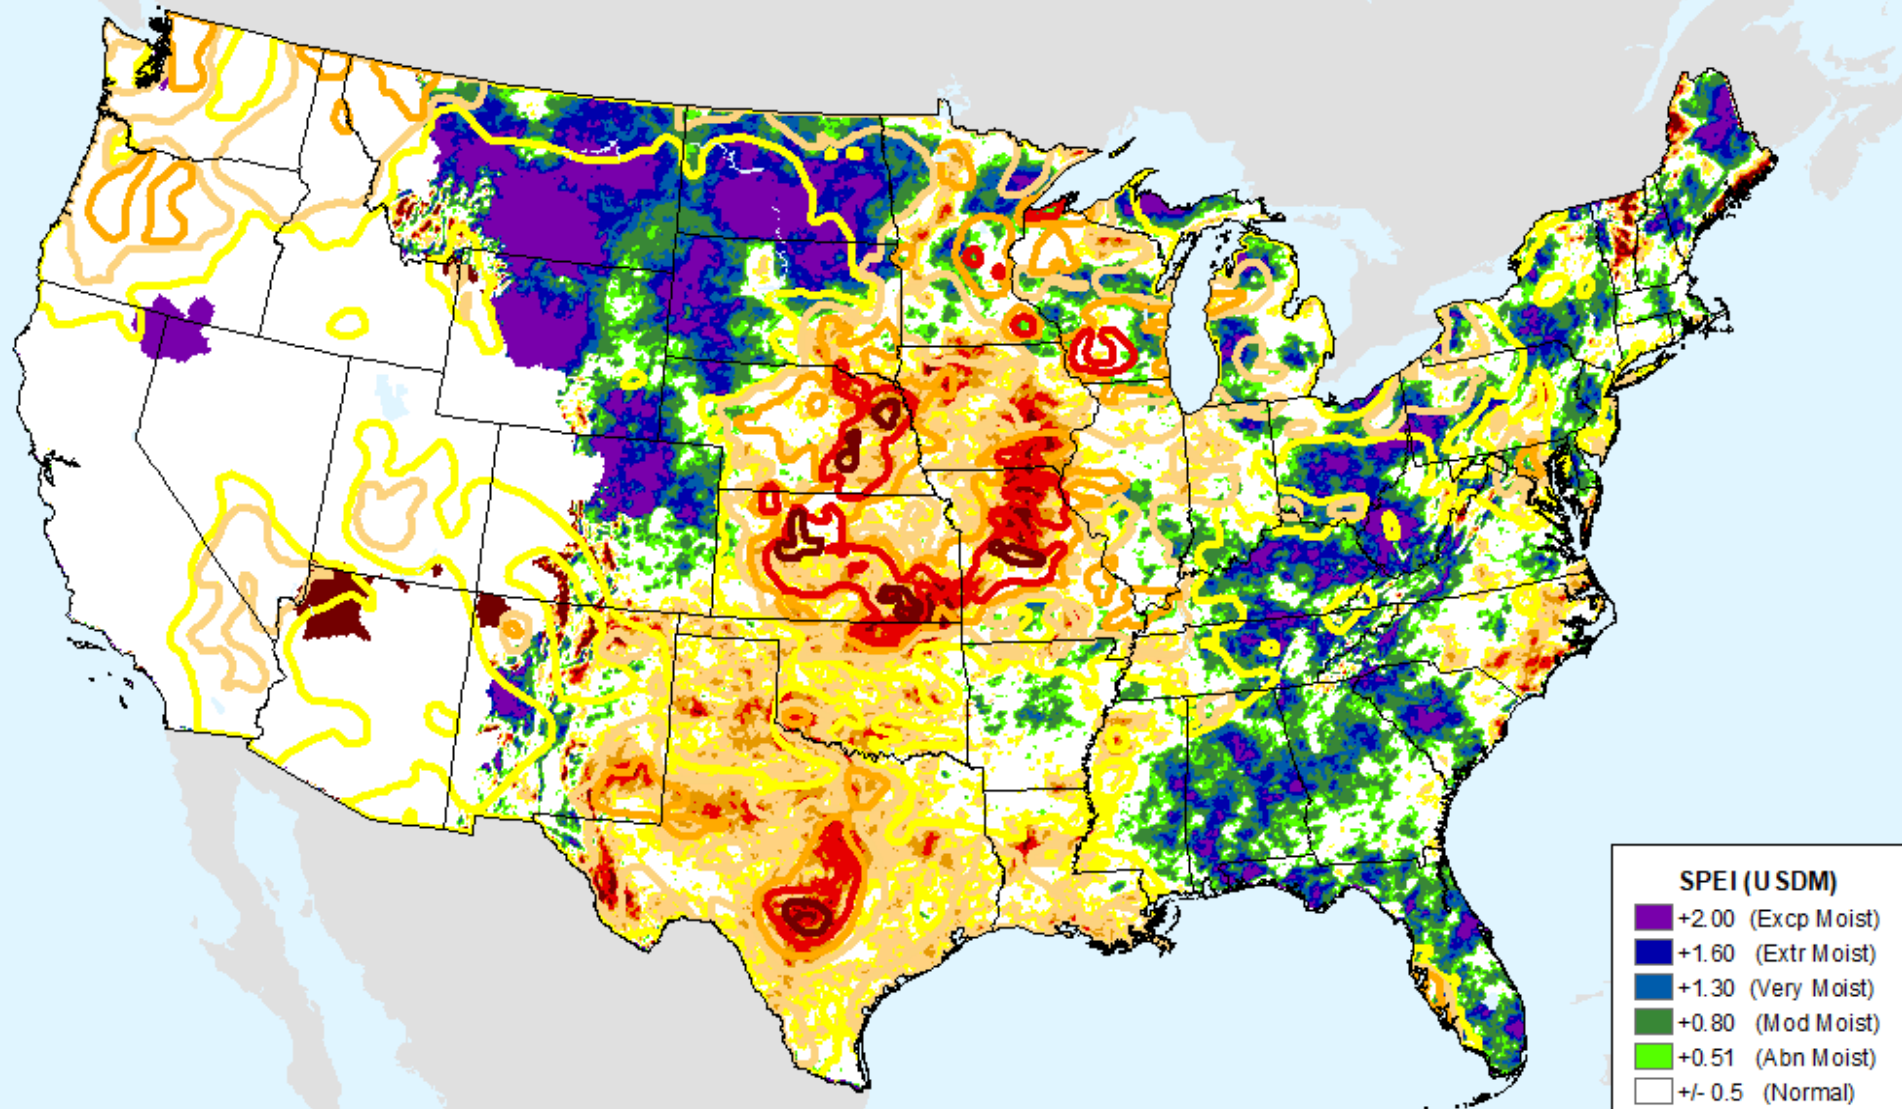 SPEI (USDM)
+2.00 (Excp Moist)
+1.60 (Extr Moist)
+1.30 (Very Moist)
+0.80 (Mod Moist)
+0.51 (Abn Moist)
+/- 0.5 (Normal)